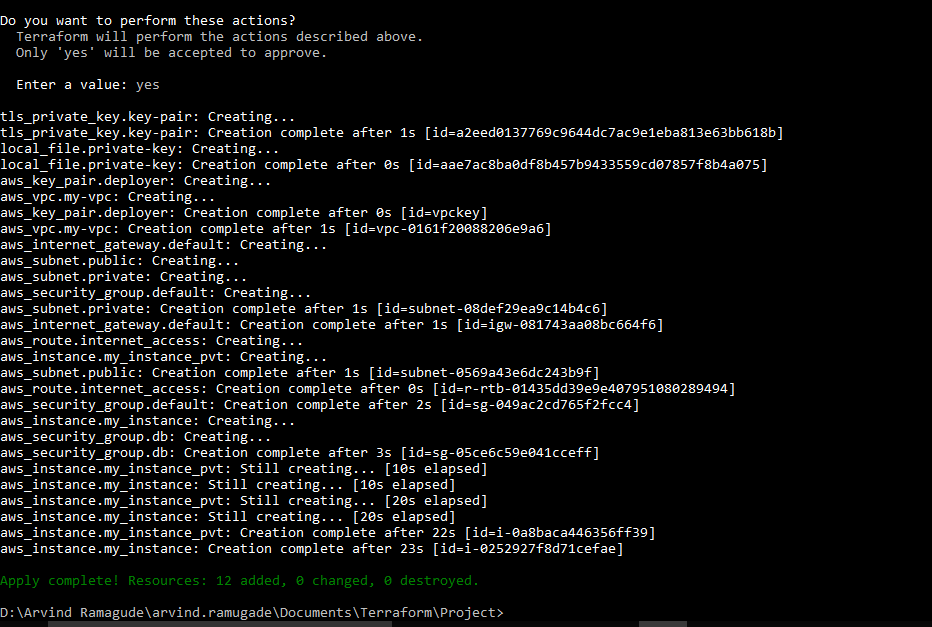 Do you want to perform these actions?
Terraform will perform the actions described above.
Only 'yes' will be accepted to approve.
Enter a value: yes
tls_private_key.key-pair: Creating...
tls_private_key.key-pair: Creation complete after 1s [id=a2eed0137769c9644dc7ac9e1eba813e63bb618b]
local_file.private-key: Creating...
local_file.private-key: Creation complete after 0s [id=aae7ac8ba0df8b457b9433559cd07857f8b4a075]
aws_key_pair.deployer: Creating...
aws_vpc.my-vpc: Creating...
aws_key_pair.deployer: Creation complete after 0s [id=vpckey]
aws_vpc.my-vpc: Creation complete after 1s [id=vpc-0161f20088206e9a6]
aws_internet_gateway.default: Creating...
aws_subnet.public: Creating...
aws_subnet.private: Creating...
aws_security_group.default: Creating...
aws_subnet.private: Creation complete after 1s [id=subnet-08def29ea9c14b4c6]
aws_internet_gateway.default: Creation complete after 1s [id=igw-081743aa08bc664f6]
aws_route.internet_access: Creating...
aws_instance.my_instance_pvt: Creating...
aws_subnet.public: Creation complete after 1s [id=subnet-0569a43e6dc243b9f]
aws_route.internet_access: Creation complete after 0s [id=r-rtb-01435dd39e9e407951080289494]
aws_security_group.default: Creation complete after 2s [id=sg-049ac2cd765f2fcc4]
aws_instance.my_instance: Creating...
aws_security_group.db: Creating...
aws_security_group.db: Creation complete after 3s [id=sg-05ce6c59e041cceff]
aws_instance.my_instance_pvt: Still creating... [10s elapsed]
aws_instance.my_instance: Still creating... [10s elapsed]
aws_instance.my_instance_pvt: Still creating... [20s elapsed]
aws_instance.my_instance: Still creating... [20s elapsed]
aws_instance.my_instance_pvt: Creation complete after 22s [id=i-0a8baca446356ff39]
aws_instance.my_instance: Creation complete after 23s [id=i-0252927f8d71cefae]
Apply complete! Resources: 12 added, 0 changed, 0 destroyed.
D:\Arvind Ramagude\arvind.ramugade\Documents\Terraform\Project>